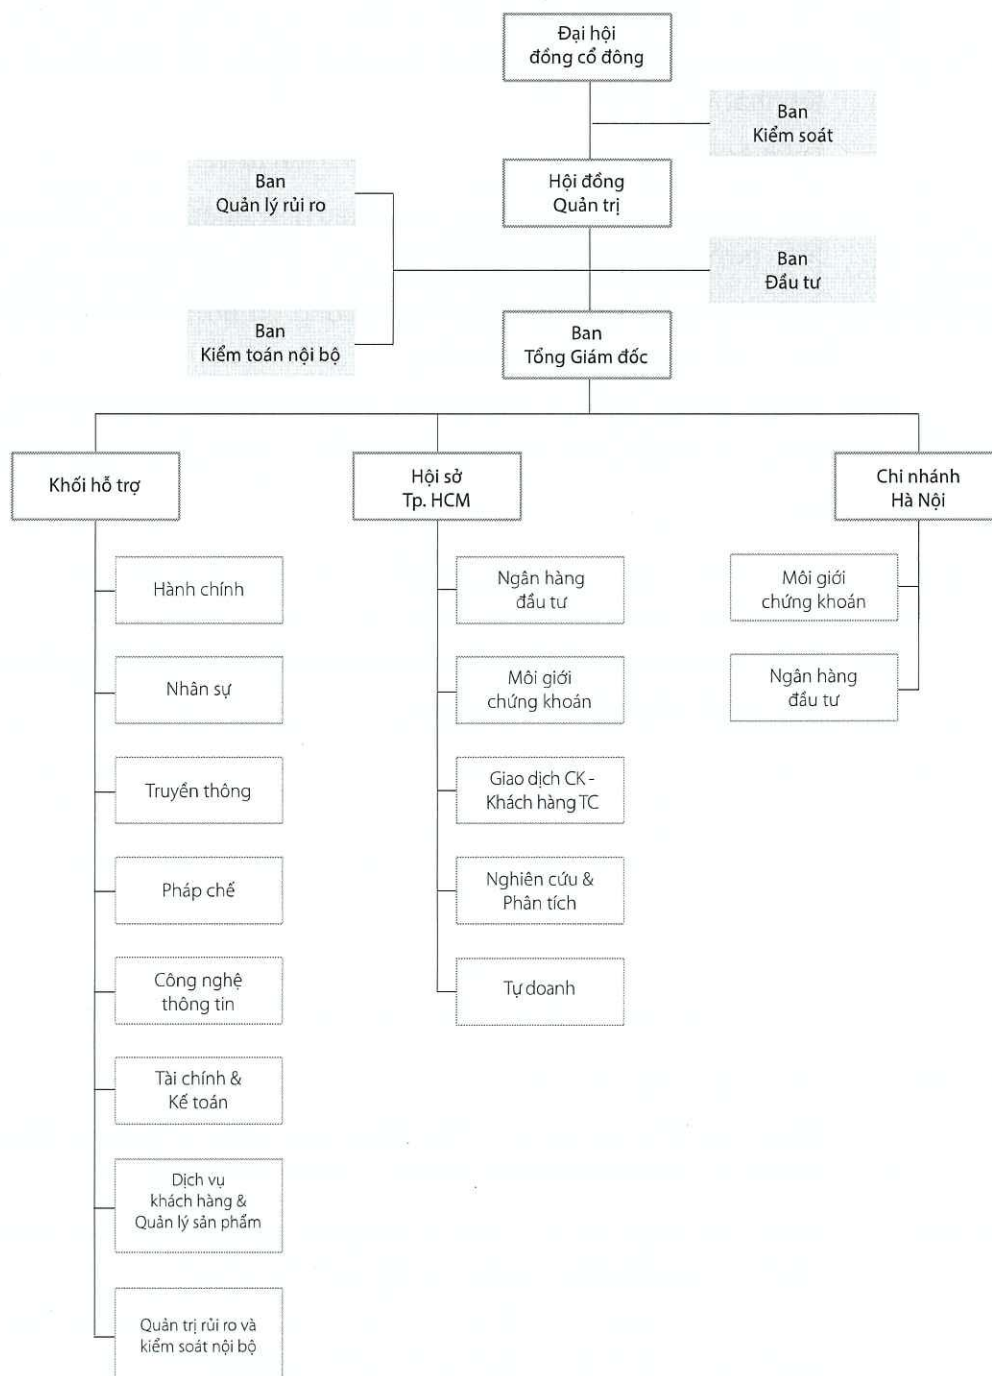 Đại hội
đồng cổ đông
Ban
Kiểm soát
Ban
Quản lý rủi ro
Hội đồng
Quản trị
Ban
Đầu tư
Ban
Kiểm toán nội bộ
Ban
Tổng Giám đốc
Khối hỗ trợ
Hội sở
Tp. HCM
Chi nhánh
Hà Nội
Hành chính
Nhân sự
Truyền thông
Pháp chế
Công nghệ
thông tin
Tài chính &
Kế toán
Dịch vụ
khách hàng &
Quản lý sản phẩm
Quản trị rủi ro và
kiểm soát nội bộ
Ngân hàng
đầu tư
Môi giới
chứng khoán
Giao dịch CK -
Khách hàng TC
Nghiên cứu &
Phân tích
Tự doanh
Môi giới
chứng khoán
Ngân hàng
đầu tư